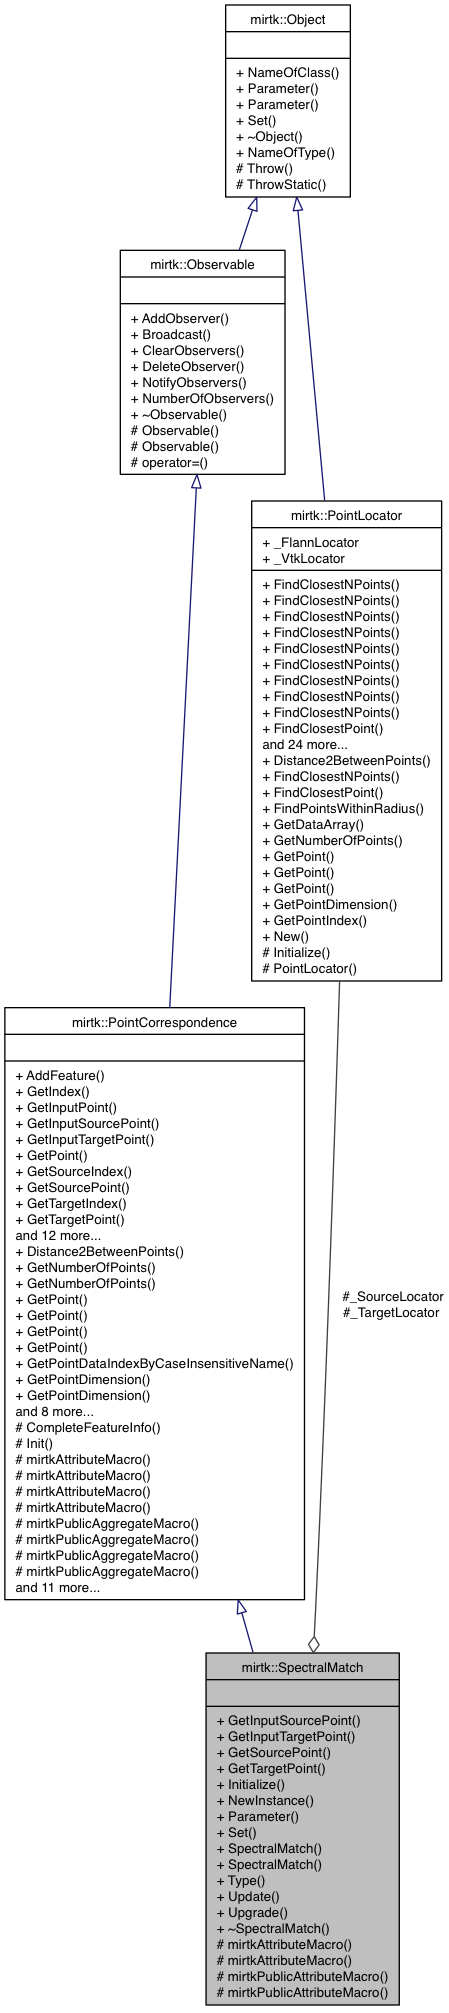 mirtk::Object
+ NameOfClass()
+ Parameter()
+ Parameter()
+ Set()
+ ~Object()
+ NameOfType()
# Throw()
# ThrowStatic()
mirtk::Observable
+ AddObserver()
+ Broadcast()
+ ClearObservers()
+ DeleteObserver()
+ NotifyObservers()
+ NumberOfObservers()
+ ~Observable()
# Observable()
# Observable()
# operator=()
mirtk::PointLocator
+ _FlannLocator
+ _VtkLocator
+ FindClosestNPoints()
+ FindClosestNPoints()
+ FindClosestNPoints()
+ FindClosestNPoints()
+ FindClosestNPoints()
+ FindClosestNPoints()
+ FindClosestNPoints()
+ FindClosestNPoints()
+ FindClosestNPoints()
+ FindClosestPoint()
and 24 more...
+ Distance2BetweenPoints()
+ FindClosestNPoints()
+ FindClosestPoint()
+ FindPointsWithinRadius()
+ GetDataArray()
+ GetNumberOfPoints()
+ GetPoint()
+ GetPoint()
+ GetPoint()
+ GetPointDimension()
+ GetPointIndex()
+ New()
# Initialize()
# PointLocator()
mirtk::PointCorrespondence
+ AddFeature()
+ GetIndex()
+ GetInputPoint()
+ GetInputSourcePoint()
+ GetInputTargetPoint()
+ GetPoint()
+ GetSourceIndex()
+ GetSourcePoint()
+ GetTargetIndex()
+ GetTargetPoint()
and 12 more...
+ Distance2BetweenPoints()
+ GetNumberOfPoints()
+ GetNumberOfPoints()
+ GetPoint()
+ GetPoint()
+ GetPoint()
+ GetPoint()
+ GetPointDataIndexByCaseInsensitiveName()
+ GetPointDimension()
+ GetPointDimension()
and 8 more...
# CompleteFeatureInfo()
# Init()
# mirtkAttributeMacro()
# mirtkAttributeMacro()
# mirtkAttributeMacro()
# mirtkAttributeMacro()
# mirtkPublicAggregateMacro()
# mirtkPublicAggregateMacro()
# mirtkPublicAggregateMacro()
# mirtkPublicAggregateMacro()
and 11 more...
#_SourceLocator
#_TargetLocator
mirtk::SpectralMatch
+ GetInputSourcePoint()
+ GetInputTargetPoint()
+ GetSourcePoint()
+ GetTargetPoint()
+ Initialize()
+ NewInstance()
+ Parameter()
+ Set()
+ SpectralMatch()
+ SpectralMatch()
+ Type()
+ Update()
+ Upgrade()
+ ~SpectralMatch()
# mirtkAttributeMacro()
# mirtkAttributeMacro()
# mirtkPublicAttributeMacro()
# mirtkPublicAttributeMacro()